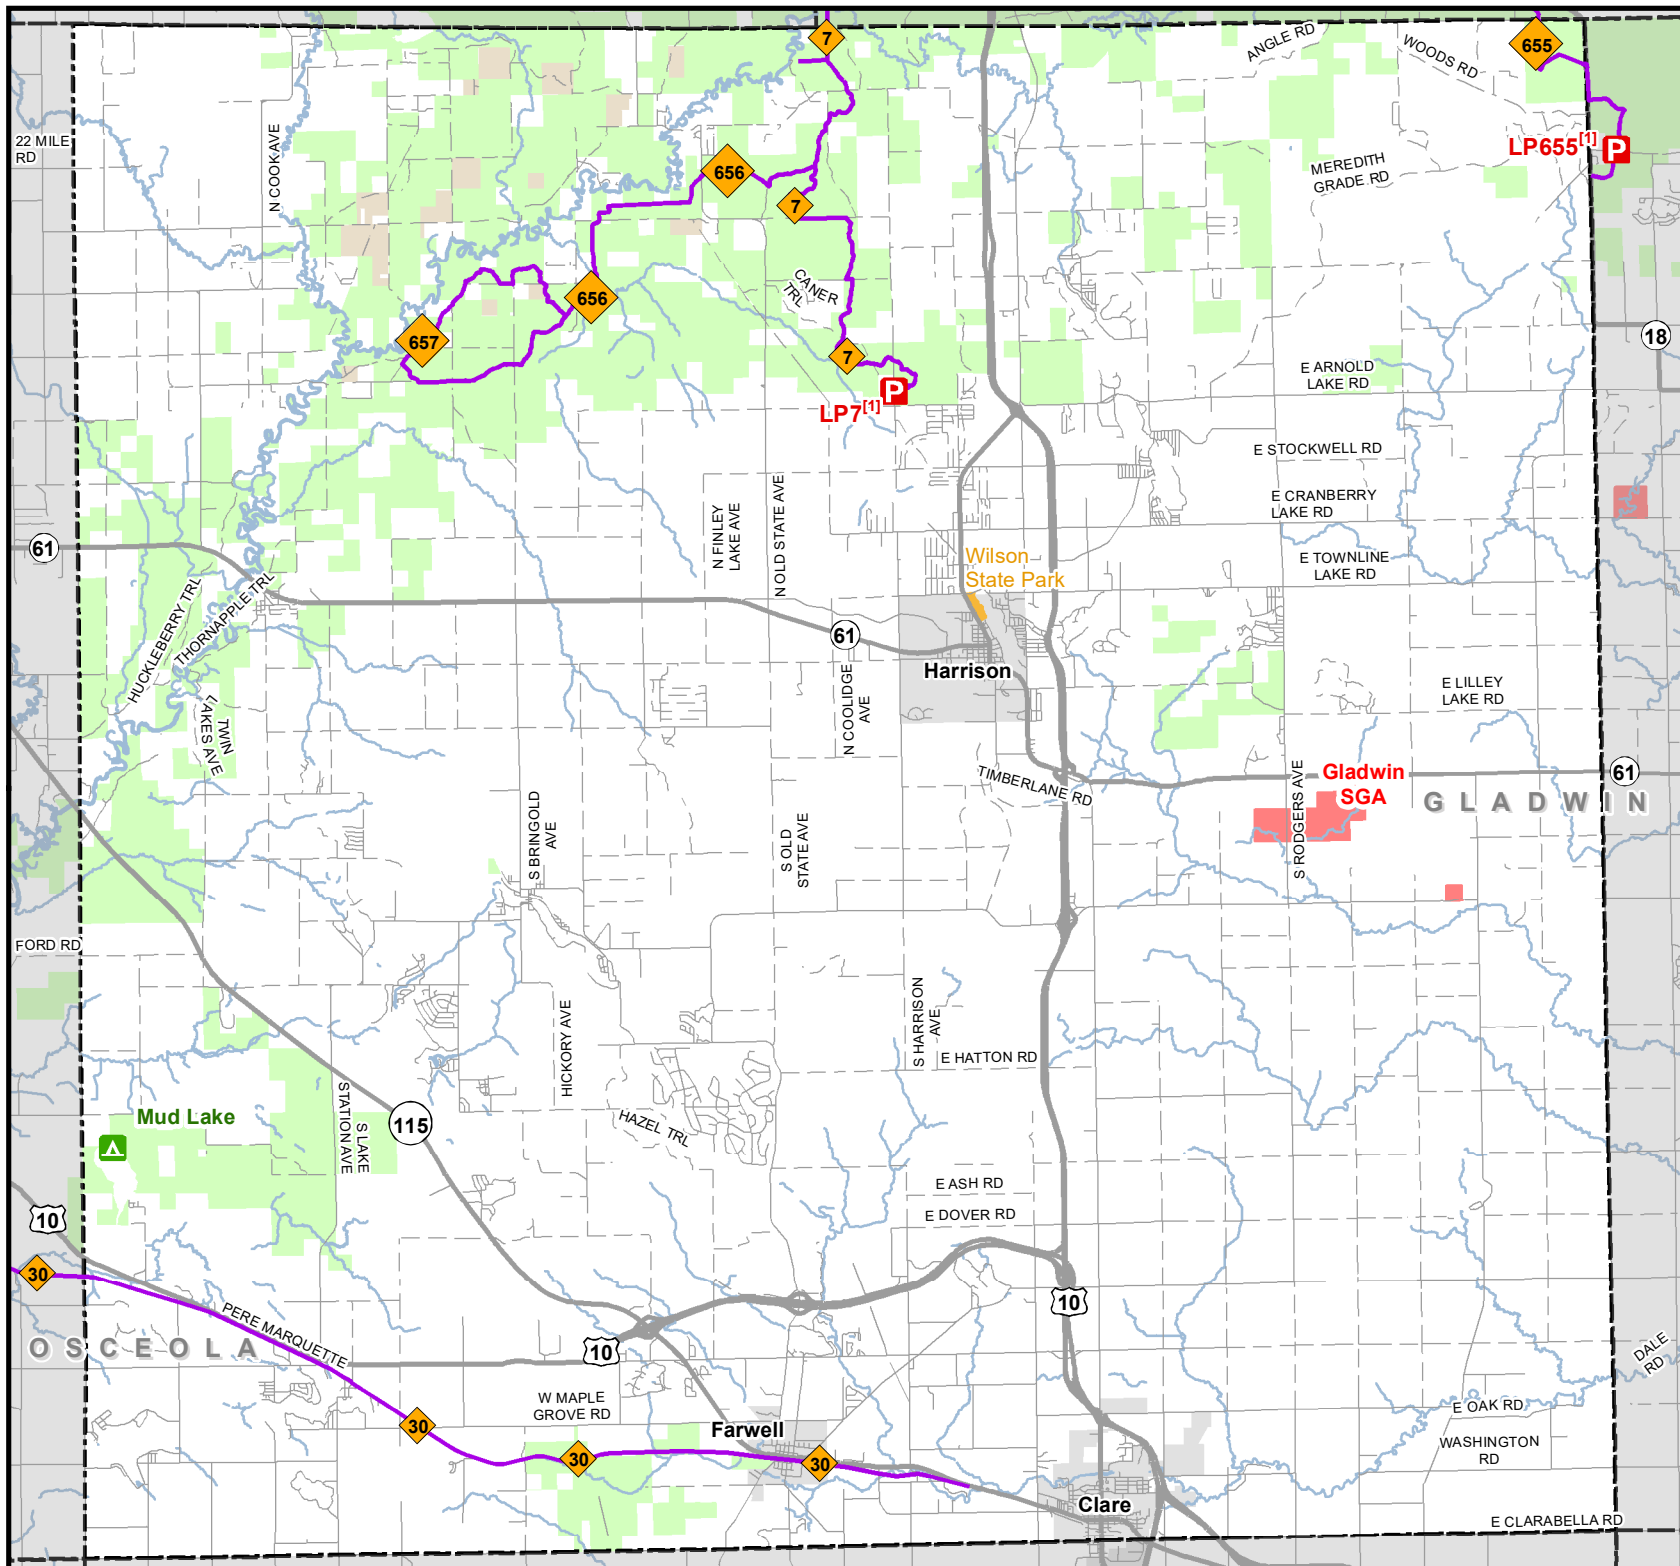 7
655
ANGLE RD
WOODS RD
22 MILE
RD
N COOK AVE
LP655[1]
P
656
MEREDITH
GRADE RD
7
CANER
TRL
656
657
18
7
E ARNOLD
LAKE RD
P
LP7[1]
E STOCKWELL RD
E CRANBERRY
LAKE RD
N FINLEY
LAKE AVE
N OLD STATE AVE
61
Wilson
State Park
E TOWNLINE
LAKE RD
HUCKLEBERRY TRL
THORNAPPLE TRL
61
Harrison
N COOLIDGE
AVE
E LILLEY
LAKE RD
TWIN
LAKES AVE
TIMBERLANE RD
S RODGERS AVE
Gladwin
SGA
61
GLADWIN
S BRINGOLD
AVE
S OLD
STATE AVE
FORD RD
HICKORY AVE
S HARRISON
AVE
E HATTON RD
Mud Lake
STATION AVE
S LAKE
115
HAZEL TRL
E ASH RD
10
E DOVER RD
30
10
PERE MARQUETTE
OSCEOLA
10
DALE
RD
W MAPLE
GROVE RD
E OAK RD
30
Farwell
WASHINGTON
RD
30
30
Clare
E CLARABELLA RD